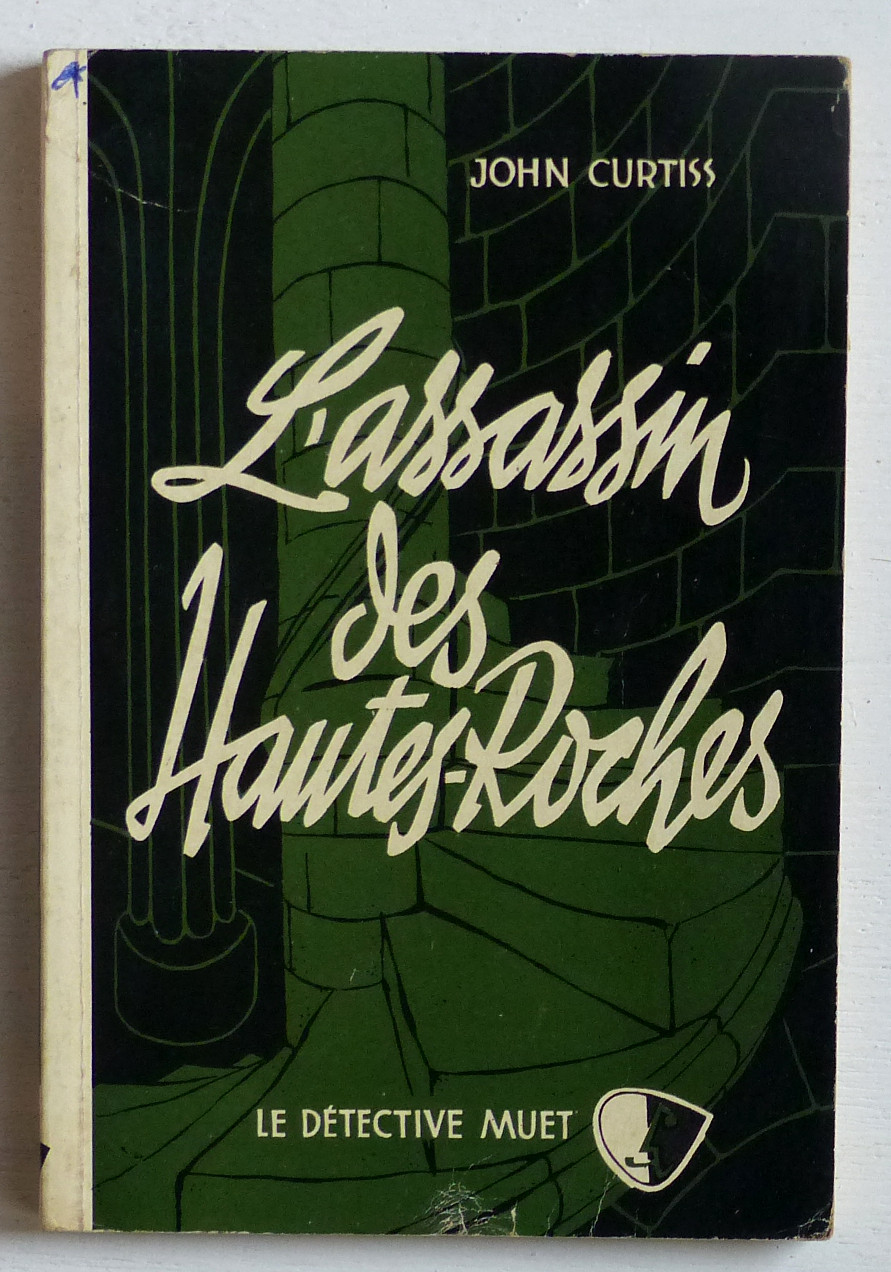 JOHN CURTISS
L'assassin
des
Hautes-Roches
LE DÉTECTIVE MUET